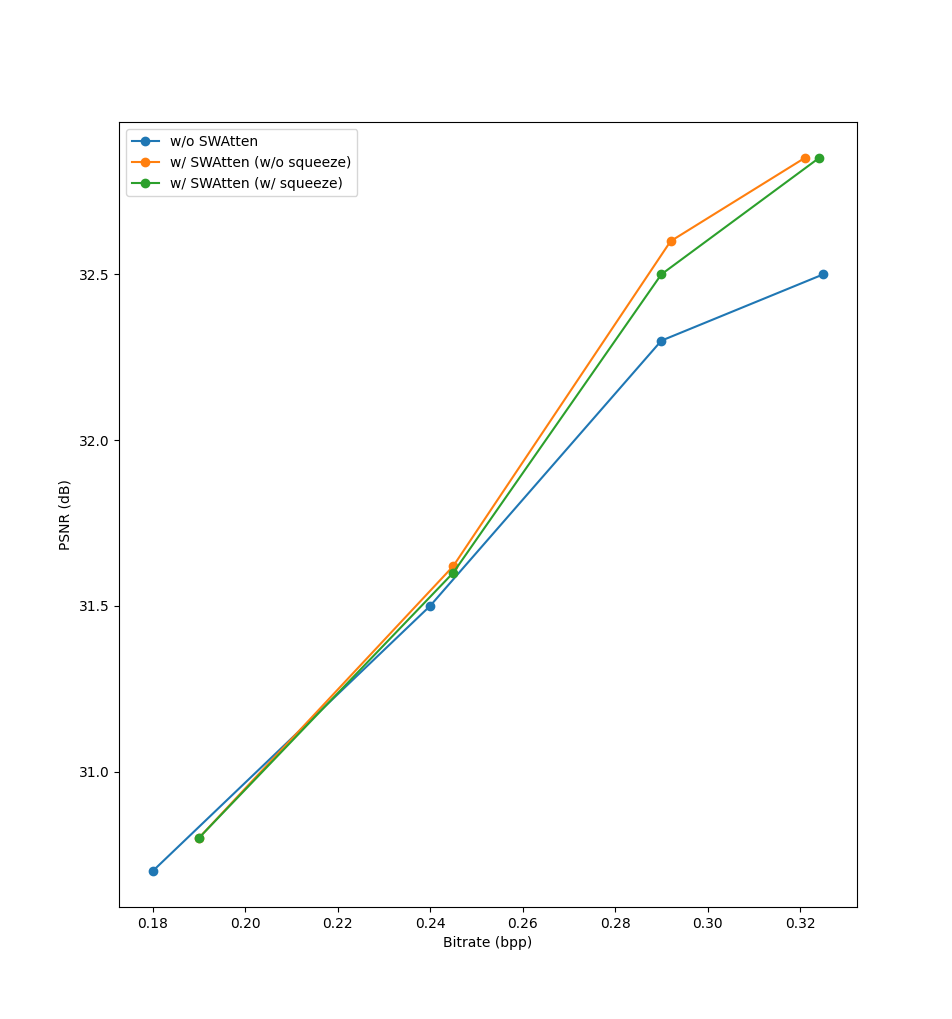 w/o SWAtten
w/ SWAtten (w/o squeeze)
w/ SWAtten (w/ squeeze)
32.5
32.0
31.5
31.0
PSNR (dB)
0.18 0.20 0.22 0.24 0.26 0.28 0.30 0.32
Bitrate (bpp)